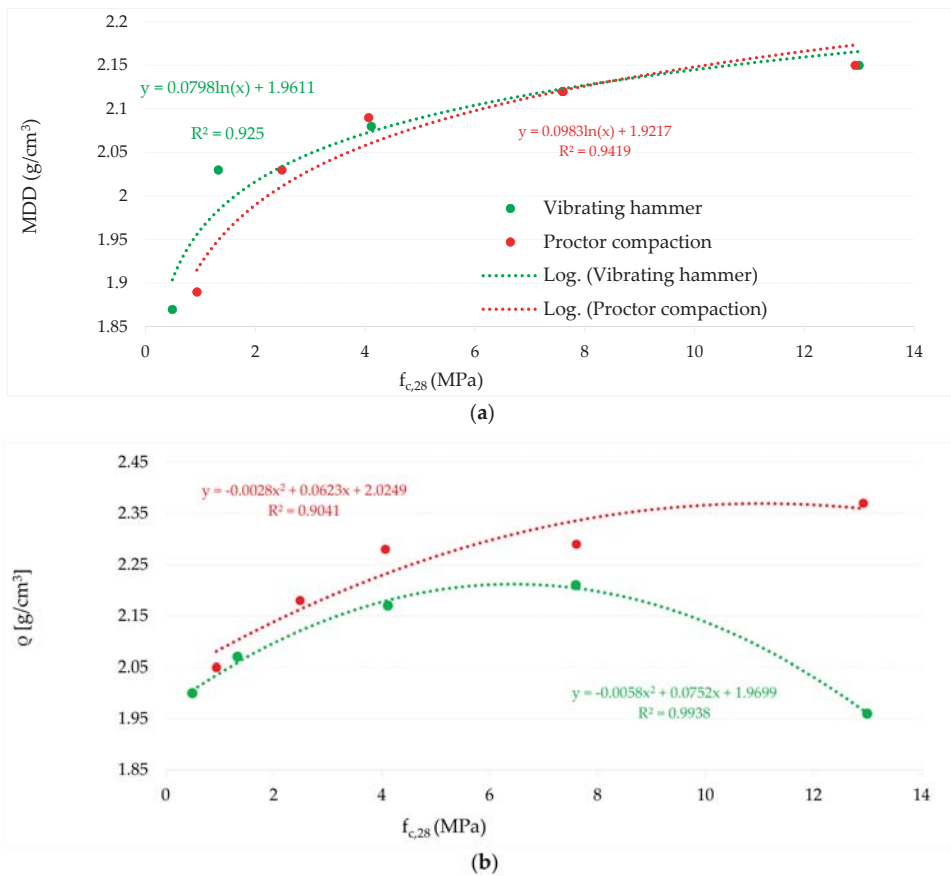 2.2
2.15
2.1
2.05
2
1.95
1.9
1.85
MDD (g/cm³)
y = 0.0798ln(x) + 1.9611
R² = 0.925
y = 0.0983ln(x) + 1.9217
R² = 0.9419
Vibrating hammer
Proctor compaction
Log. (Vibrating hammer)
Log. (Proctor compaction)
0 2 4 6 8 10 12 14
fc,28 (MPa)
(a)
2.45
2.35
2.25
2.15
2.05
1.95
1.85
ϱ [g/cm³]
y = -0.0028x² + 0.0623x + 2.0249
R² = 0.9041
y = -0.0058x² + 0.0752x + 1.9699
R² = 0.9938
0 2 4 6 8 10 12 14
fc,28 (MPa)
(b)